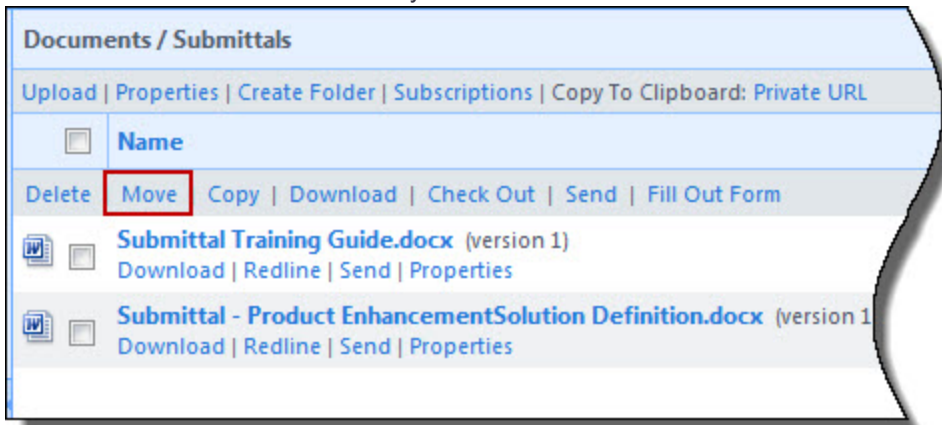 Documents / Submittals
Upload | Properties | Create Folder | Subscriptions | Copy To Clipboard: Private URL
Name
Delete Move Copy | Download | Check Out | Send | Fill Out Form
Submittal Training Guide.docx (version 1)
Download | Redline | Send | Properties
Submittal - Product EnhancementSolution Definition.docx (version 1
Download | Redline | Send | Properties